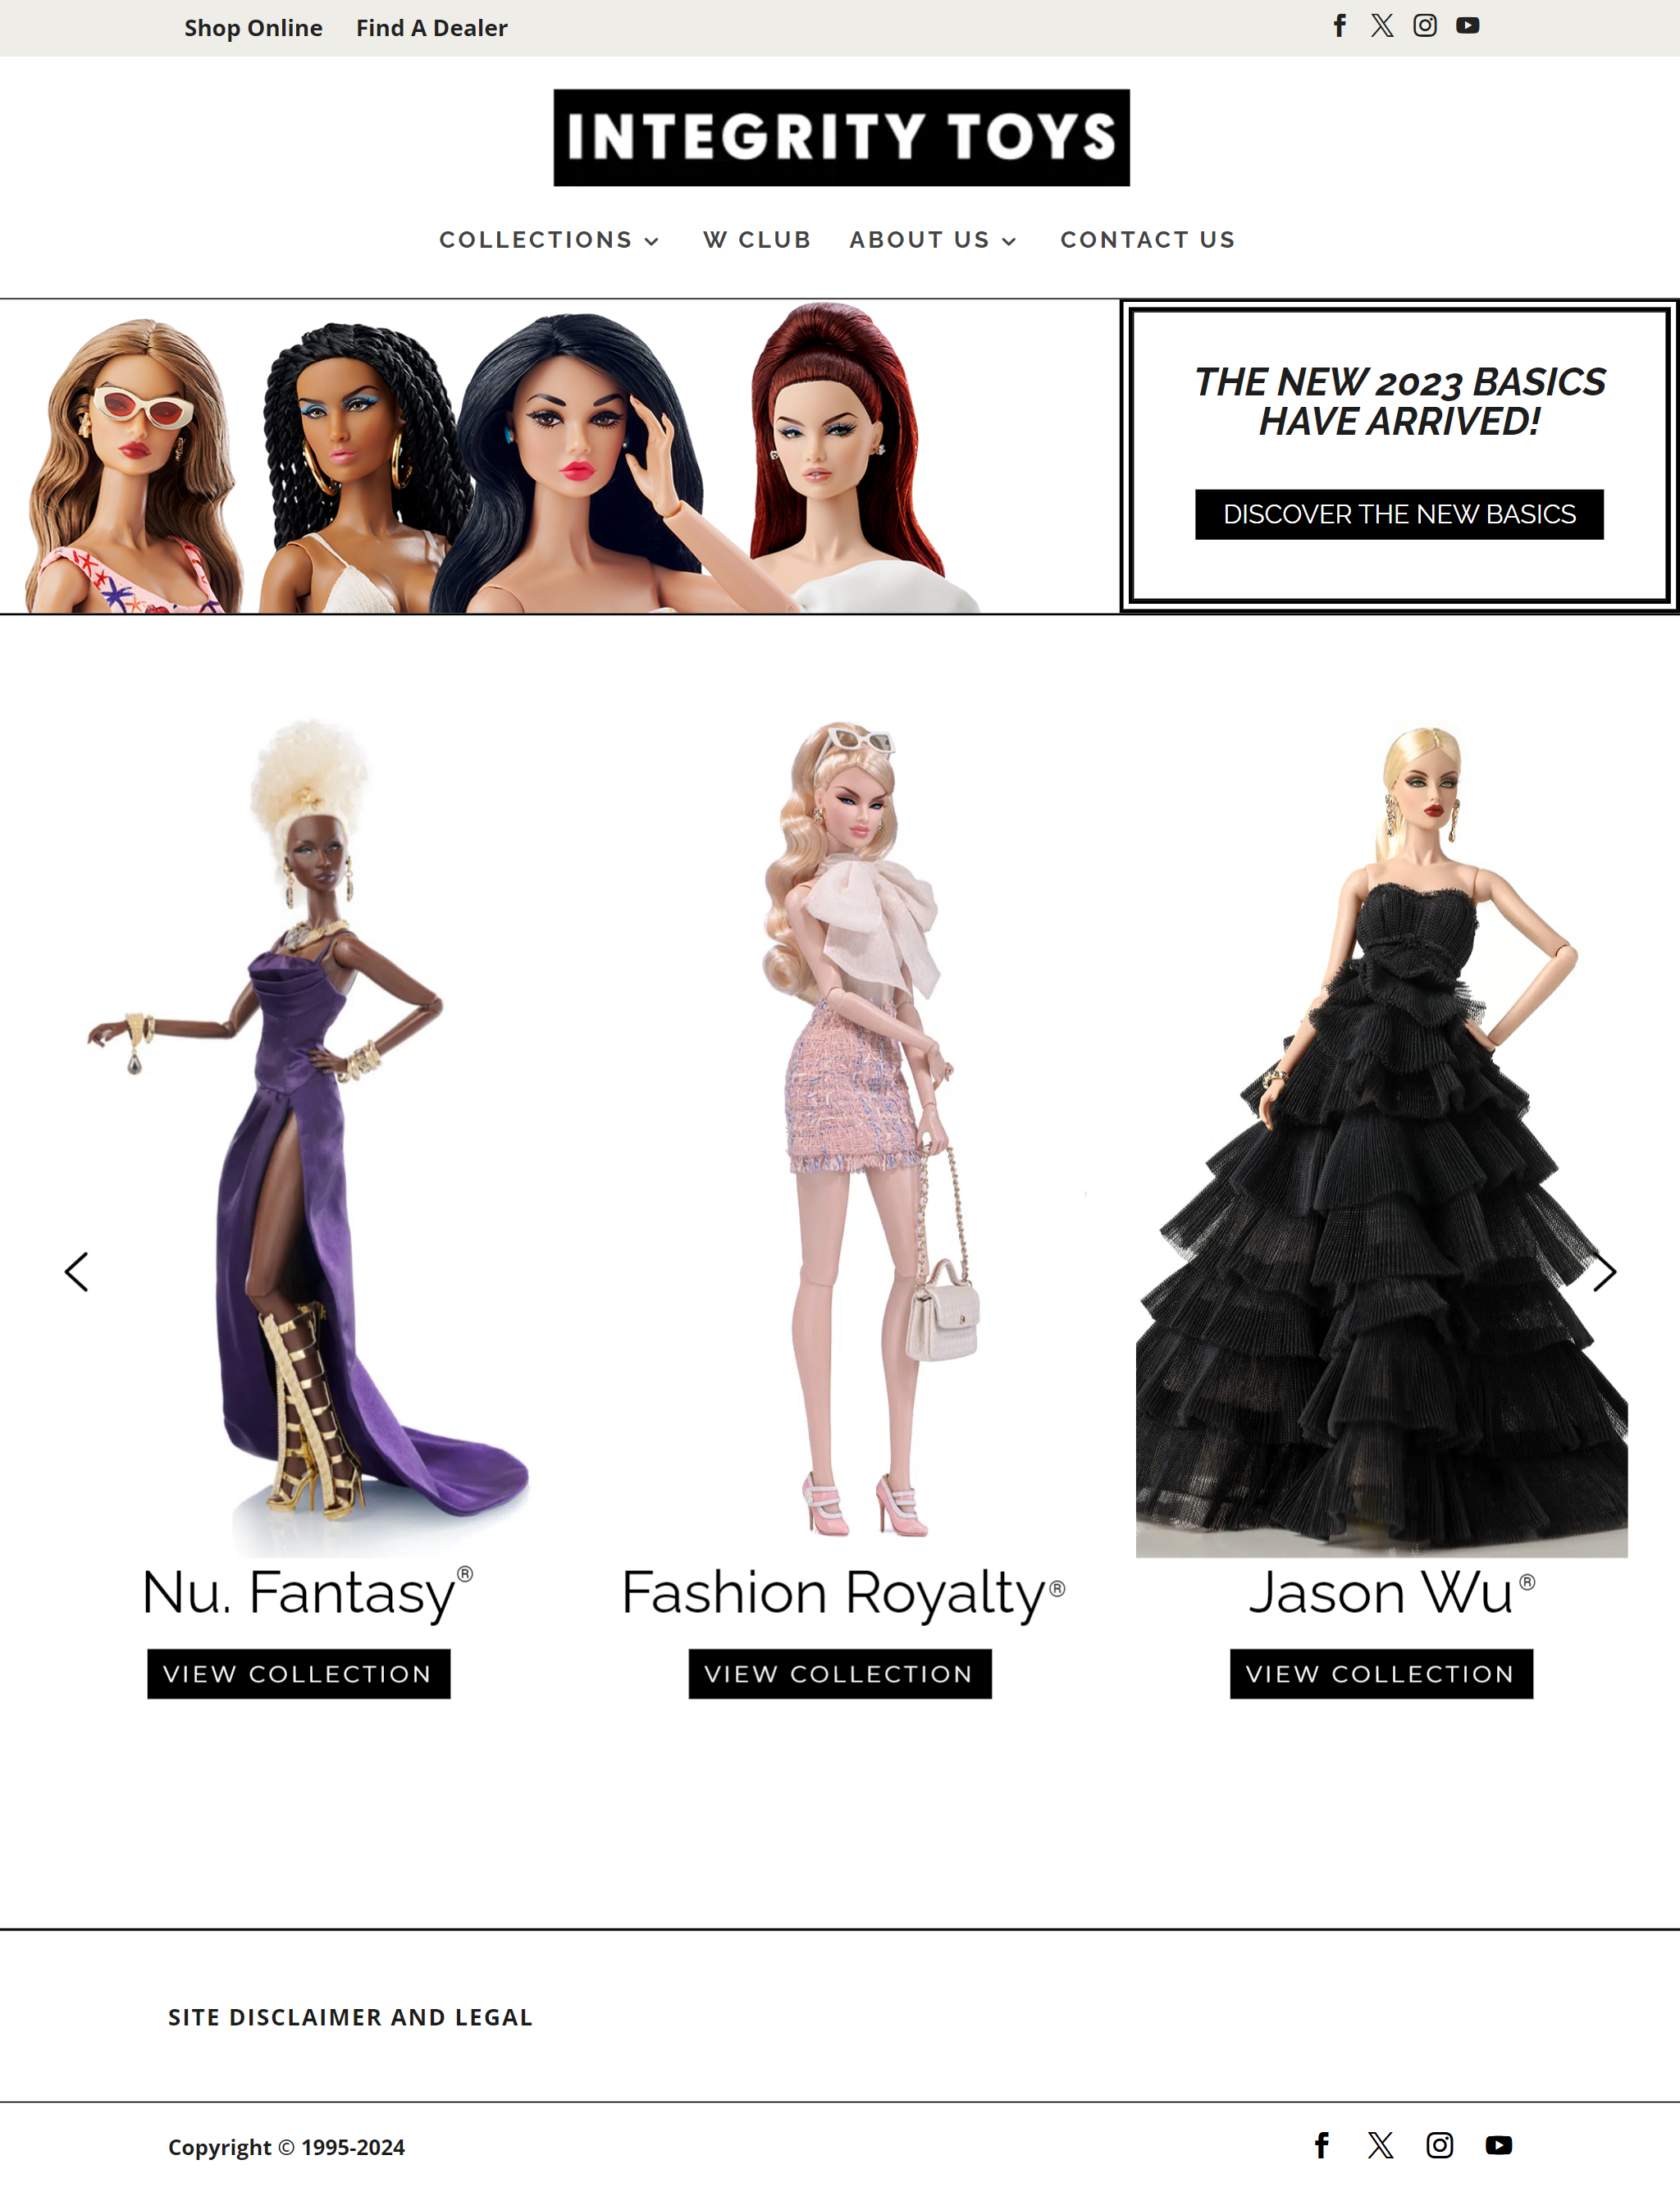 Shop Online Find A Dealer
INTEGRITY TOYS
COLLECTIONS W CLUB ABOUT US CONTACT US
THE NEW 2023 BASICS
HAVE ARRIVED!
DISCOVER THE NEW BASICS
Nu. Fantasy®
VIEW COLLECTION
Fashion Royalty®
VIEW COLLECTION
Jason Wu®
VIEW COLLECTION
SITE DISCLAIMER AND LEGAL
Copyright © 1995-2024